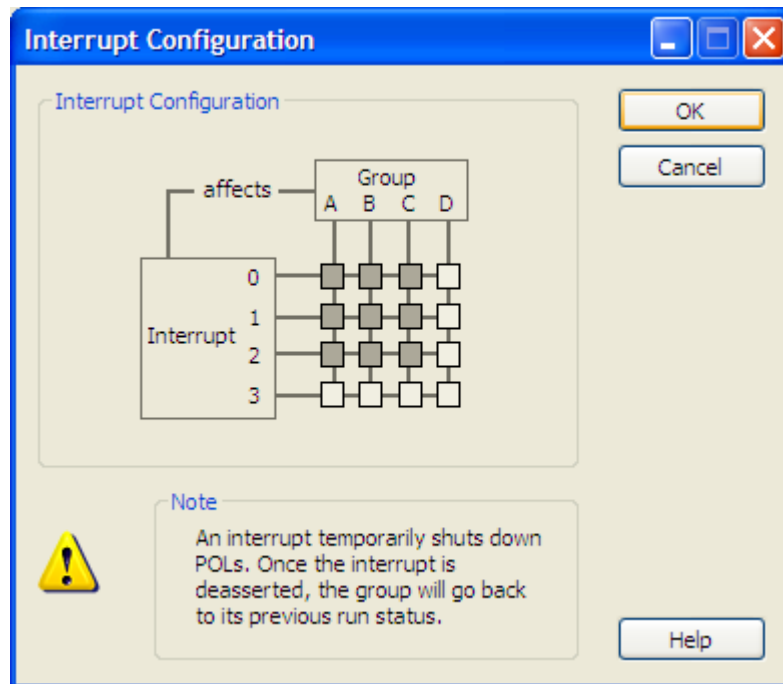 Interrupt Configuration
Interrupt Configuration
OK
Cancel
affects
Group
A B C D
0
1
Interrupt
2
3
Note
An interrupt temporarily shuts down
POLs. Once the interrupt is
deasserted, the group will go back
to its previous run status.
Help